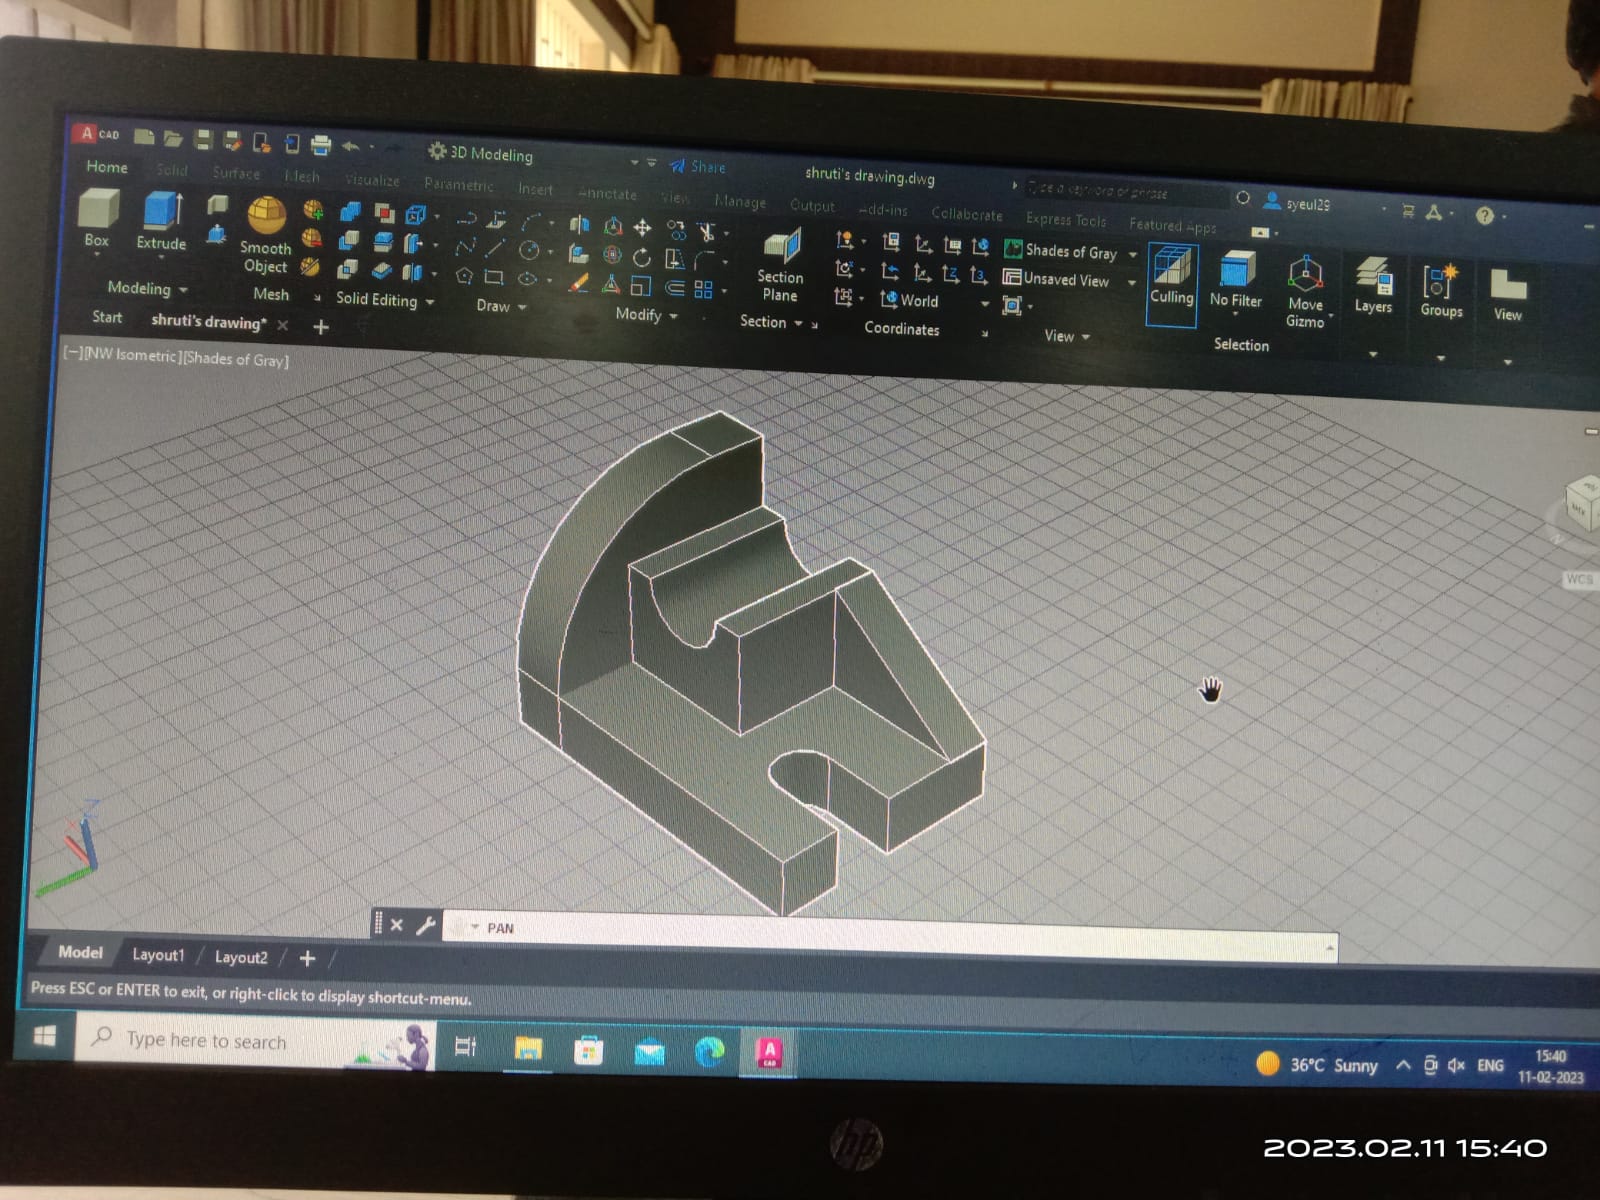 A CAD
3D Modeling
Share
shruti's drawing.dwg
Type a keyword or phrase
syeul29
?
Home Solid Surface Mesh Visualize Parametric Insert Annotate View Manage Output Add-ins Collaborate Express Tools Featured Apps
Box
Extrude
Smooth
Object
Section
Plane
Shades of Gray
Unsaved View
World
Culling
No Filter
Move
Gizmo
Layers
Groups
View
Modeling
Mesh
Solid Editing
Draw
Modify
Section
Coordinates
View
Selection
Start
shruti's drawing*
[−][NW Isometric][Shades of Gray]
WCS
Z
PAN
Model
Layout1
Layout2
Press ESC or ENTER to exit, or right-click to display shortcut-menu.
Type here to search
A
CAD
36°C Sunny
ENG
15:40
11-02-2023
hp
2023.02.11 15:40